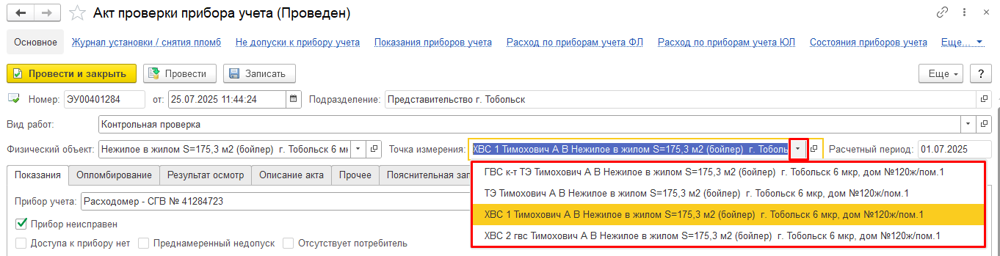 Акт проверки прибора учета (Проведен)
Основное Журнал установки / снятия пломб Не допуски к прибору учета Показания приборов учета Расход по приборам учета ФЛ Расход по приборам учета ЮЛ Состояния приборов учета Еще...
Провести и закрыть Провести Записать Еще ?
Номер: ЭУ00401284 от: 25.07.2025 11:44:24 Подразделение: Представительство г. Тобольск
Вид работ: Контрольная проверка
Физический объект: Нежилое в жилом S=175,3 м2 (бойлер) г. Тобольск 6 Точка измерения: ХВС 1 Тимохович А В Нежилое в жилом S=175,3 м2 (бойлер) г. Тоболь Расчетный период: 01.07.2025
Показания Опломбирование Результат осмотр Описание акта Прочее Пояснительная зап
ГВС к-т ТЭ Тимохович А В Нежилое в жилом S=175,3 м2 (бойлер) г. Тобольск 6 мкр, дом №120ж/пом.1
Прибор учета: Расходомер - СГВ № 41284723
ТЭ Тимохович А В Нежилое в жилом S=175,3 м2 (бойлер) г. Тобольск 6 мкр, дом №120ж/пом.1
Прибор неисправен
ХВС 1 Тимохович А В Нежилое в жилом S=175,3 м2 (бойлер) г. Тобольск 6 мкр, дом №120ж/пом.1
Доступа к прибору нет Преднамеренный недопуск Отсутствует потребитель
ХВС 2 гвс Тимохович А В Нежилое в жилом S=175,3 м2 (бойлер) г. Тобольск 6 мкр, дом №120ж/пом.1